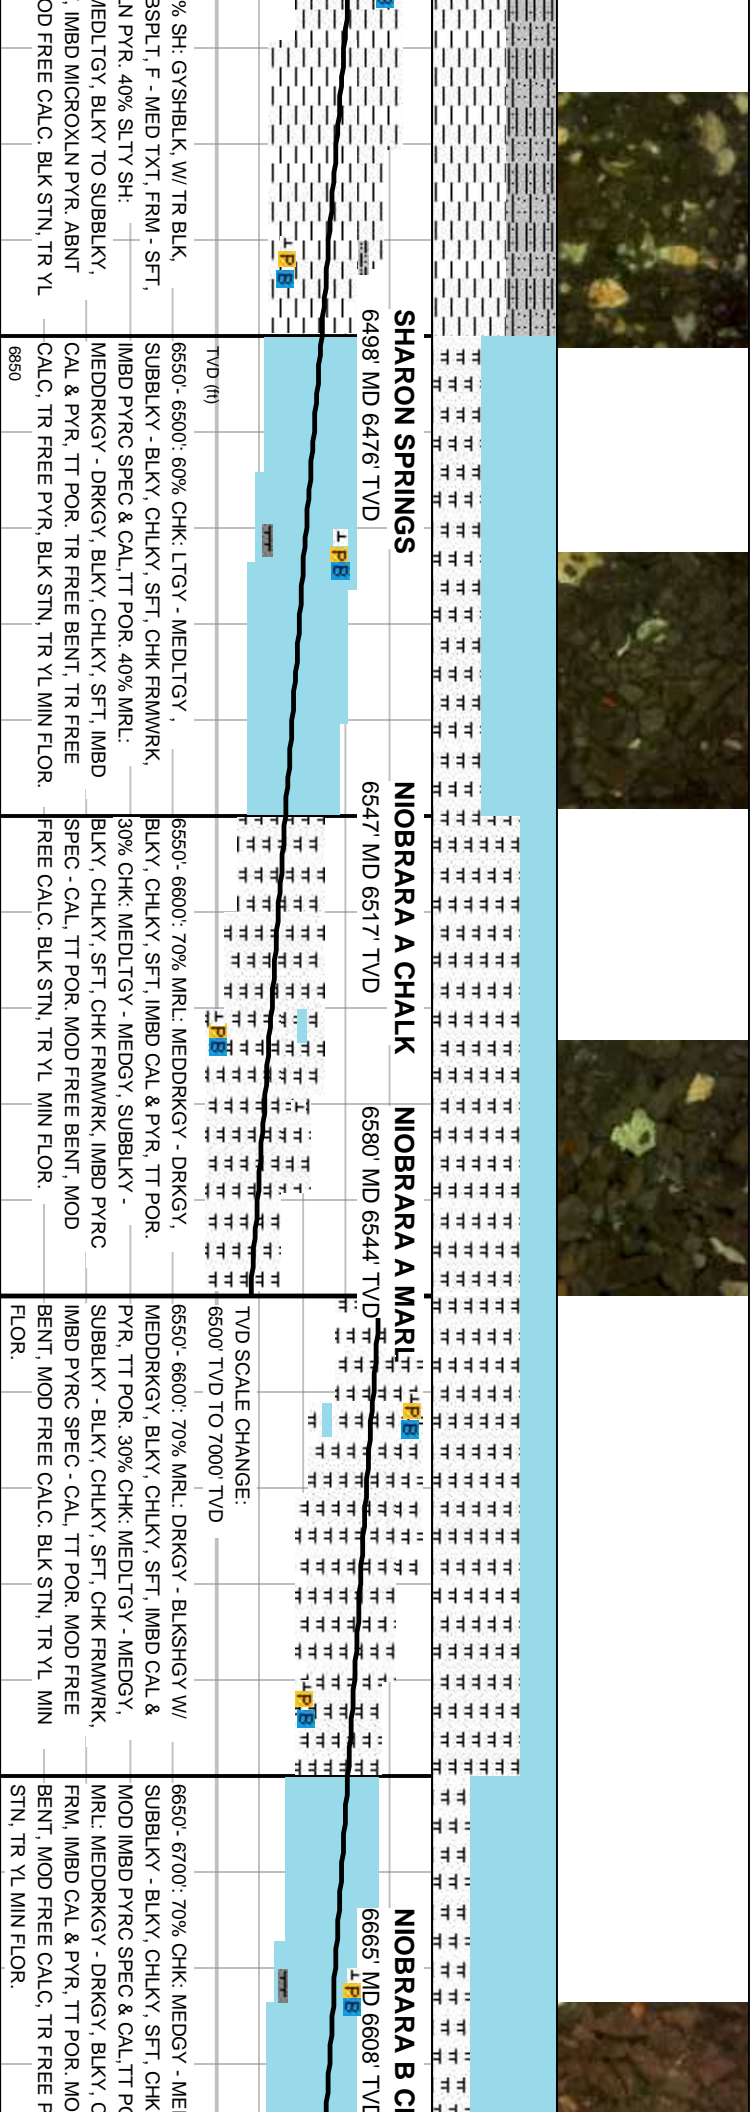 % SH: GYSHBLK, W/ TR BLK,
BSPLT, F - MED TXT, FRM - SFT,
LN PYR. 40% SLTY SH:
MEDLTGY, BLKY TO SUBBLKY,
, IMBD MICROXLN PYR. ABNT
OD FREE CALC. BLK STN, TR YL
SHARON SPRINGS
6498' MD 6476' TVD
P B
TVD (ft)
6850
6550'- 6500': 60% CHK: LTGY - MEDLTGY ,
SUBBLKY - BLKY, CHLKY, SFT, CHK FRMWRK,
IMBD PYRC SPEC & CAL,TT POR. 40% MRL:
MEDDRKGY - DRKGY, BLKY, CHLKY, SFT, IMBD
CAL & PYR, TT POR. TR FREE BENT, TR FREE
CALC, TR FREE PYR, BLK STN, TR YL MIN FLOR.
P B
NIOBRARA A CHALK
6547' MD 6517' TVD
6550'- 6600': 70% MRL: MEDDRKGY - DRKGY,
BLKY, CHLKY, SFT, IMBD CAL & PYR, TT POR.
30% CHK: MEDLTGY - MEDGY, SUBBLKY -
BLKY, CHLKY, SFT, CHK FRMWRK, IMBD PYRC
SPEC - CAL, TT POR. MOD FREE BENT, MOD
FREE CALC. BLK STN, TR YL MIN FLOR.
P B
NIOBRARA A MARL
6580' MD 6544' TVD
TVD SCALE CHANGE:
6500' TVD TO 7000' TVD
6550'- 6600': 70% MRL: DRKGY - BLKSHGY W/
MEDDRKGY, BLKY, CHLKY, SFT, IMBD CAL &
PYR, TT POR. 30% CHK: MEDLTGY - MEDGY,
SUBBLKY - BLKY, CHLKY, SFT, CHK FRMWRK,
IMBD PYRC SPEC - CAL, TT POR. MOD FREE
BENT, MOD FREE CALC. BLK STN, TR YL MIN
FLOR.
P B
P B
NIOBRARA B C
6665' MD 6608' TVD
6650'- 6700': 70% CHK: MEDGY - ME
SUBBLKY - BLKY, CHLKY, SFT, CHK
MOD IMBD PYRC SPEC & CAL,TT PO
MRL: MEDDRKGY - DRKGY, BLKY, C
FRM, IMBD CAL & PYR, TT POR. MO
BENT, MOD FREE CALC, TR FREE P
STN, TR YL MIN FLOR.
P B